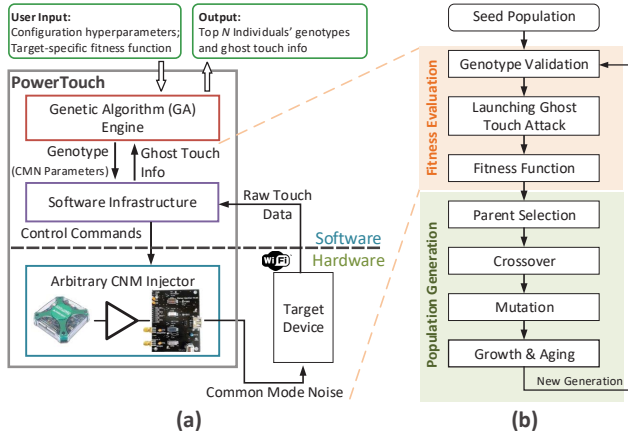 User Input:
Configuration hyperparameters;
Target-specific fitness function
Output:
Top N Individuals' genotypes
and ghost touch info
PowerTouch
Genetic Algorithm (GA)
Engine
Genotype
(CMN Parameters)
Ghost Touch
Info
Software Infrastructure
Raw Touch
Data
Control Commands
Software
Hardware
WiFi
Arbitrary CNM Injector
Target
Device
Common Mode Noise
(a)
Seed Population
Fitness Evaluation
Genotype Validation
Launching Ghost
Touch Attack
Fitness Function
Population Generation
Parent Selection
Crossover
Mutation
Growth & Aging
New Generation
(b)